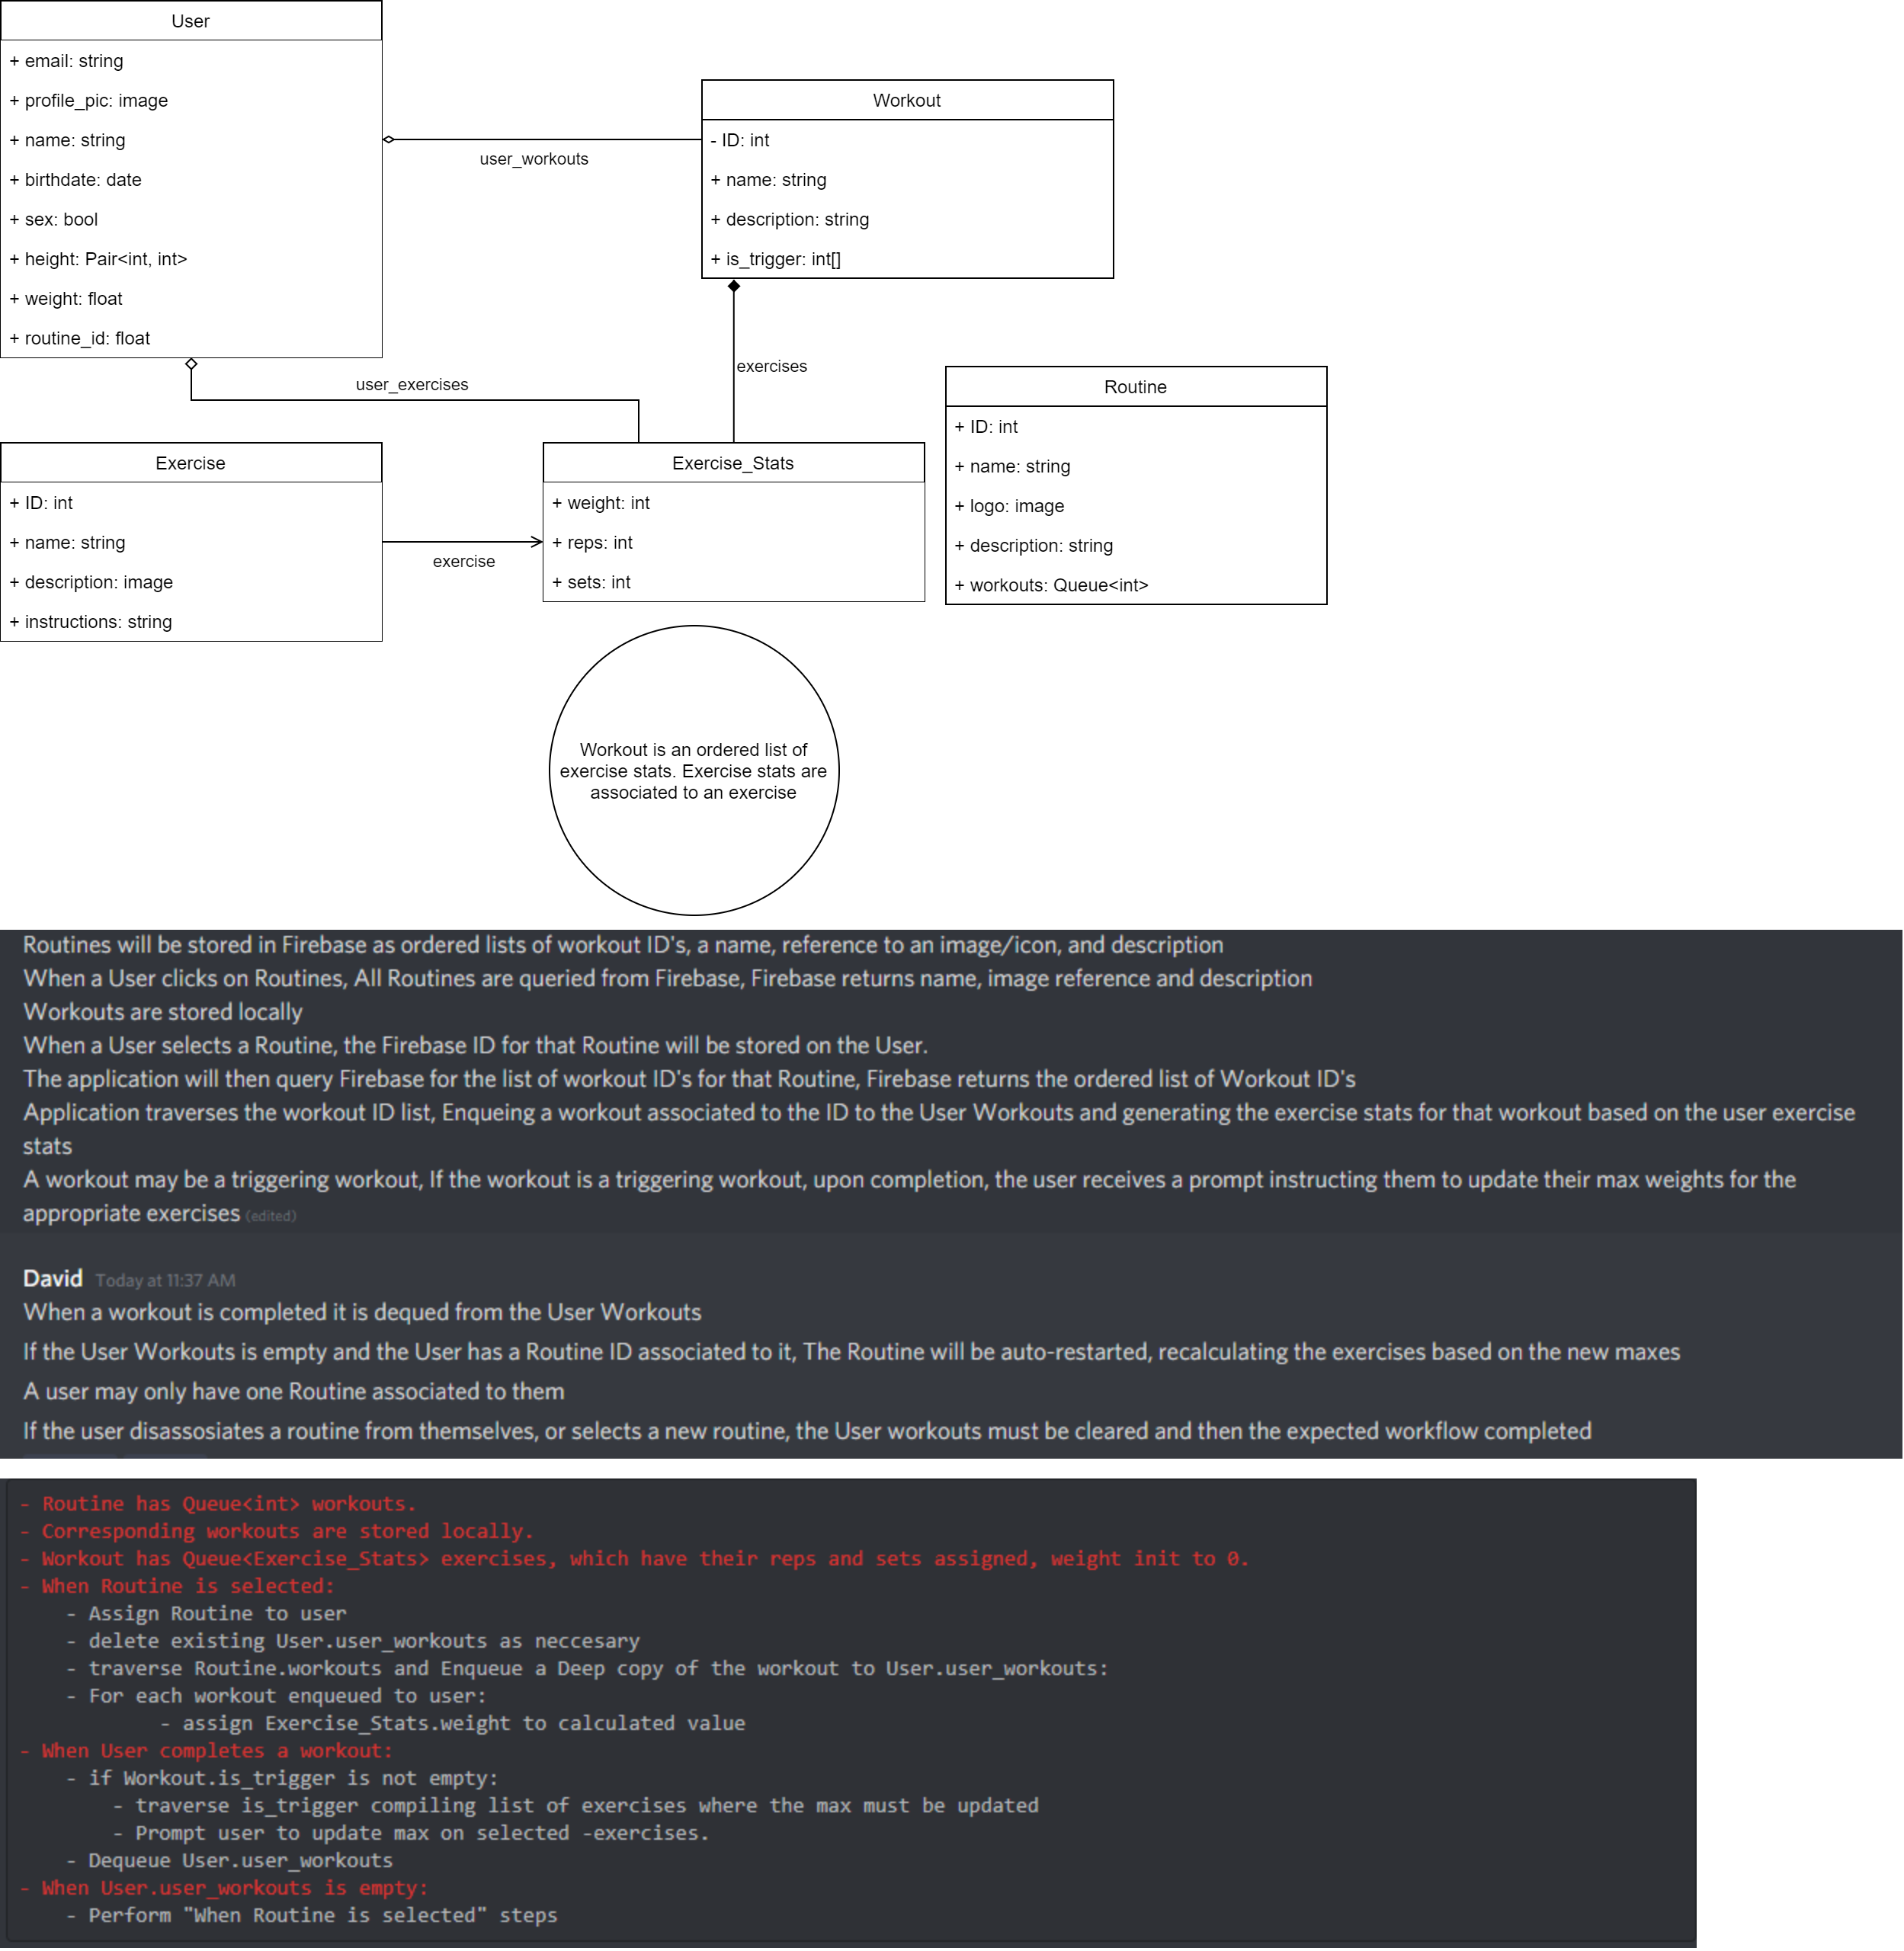 User
+ email: string
+ profile_pic: image
+ name: string
+ birthdate: date
+ sex: bool
+ height: Pair<int, int>
+ weight: float
+ routine_id: float
user_workouts
Workout
- ID: int
+ name: string
+ description: string
+ is_trigger: int[]
user_exercises
exercises
Exercise
+ ID: int
+ name: string
+ description: image
+ instructions: string
exercise
Exercise_Stats
+ weight: int
+ reps: int
+ sets: int
Routine
+ ID: int
+ name: string
+ logo: image
+ description: string
+ workouts: Queue<int>
Workout is an ordered list of
exercise stats. Exercise stats are
associated to an exercise
Routines will be stored in Firebase as ordered lists of workout ID's, a name, reference to an image/icon, and description
When a User clicks on Routines, All Routines are queried from Firebase, Firebase returns name, image reference and description
Workouts are stored locally
When a User selects a Routine, the Firebase ID for that Routine will be stored on the User.
The application will then query Firebase for the list of workout ID's for that Routine, Firebase returns the ordered list of Workout ID's
Application traverses the workout ID list, Enqueing a workout associated to the ID to the User Workouts and generating the exercise stats for that workout based on the user exercise
stats
A workout may be a triggering workout, If the workout is a triggering workout, upon completion, the user receives a prompt instructing them to update their max weights for the
appropriate exercises (edited)
David Today at 11:37 AM
When a workout is completed it is dequed from the User Workouts
If the User Workouts is empty and the User has a Routine ID associated to it, The Routine will be auto-restarted, recalculating the exercises based on the new maxes
A user may only have one Routine associated to them
If the user disassosiates a routine from themselves, or selects a new routine, the User workouts must be cleared and then the expected workflow completed
- Routine has Queue<int> workouts.
- Corresponding workouts are stored locally.
- Workout has Queue<Exercise_Stats> exercises, which have their reps and sets assigned, weight init to 0.
- When Routine is selected:
- Assign Routine to user
- delete existing User.user_workouts as neccesary
- traverse Routine.workouts and Enqueue a Deep copy of the workout to User.user_workouts:
- For each workout enqueued to user:
- assign Exercise_Stats.weight to calculated value
- When User completes a workout:
- if Workout.is_trigger is not empty:
- traverse is_trigger compiling list of exercises where the max must be updated
- Prompt user to update max on selected -exercises.
- Dequeue User.user_workouts
- When User.user_workouts is empty:
- Perform "When Routine is selected" steps